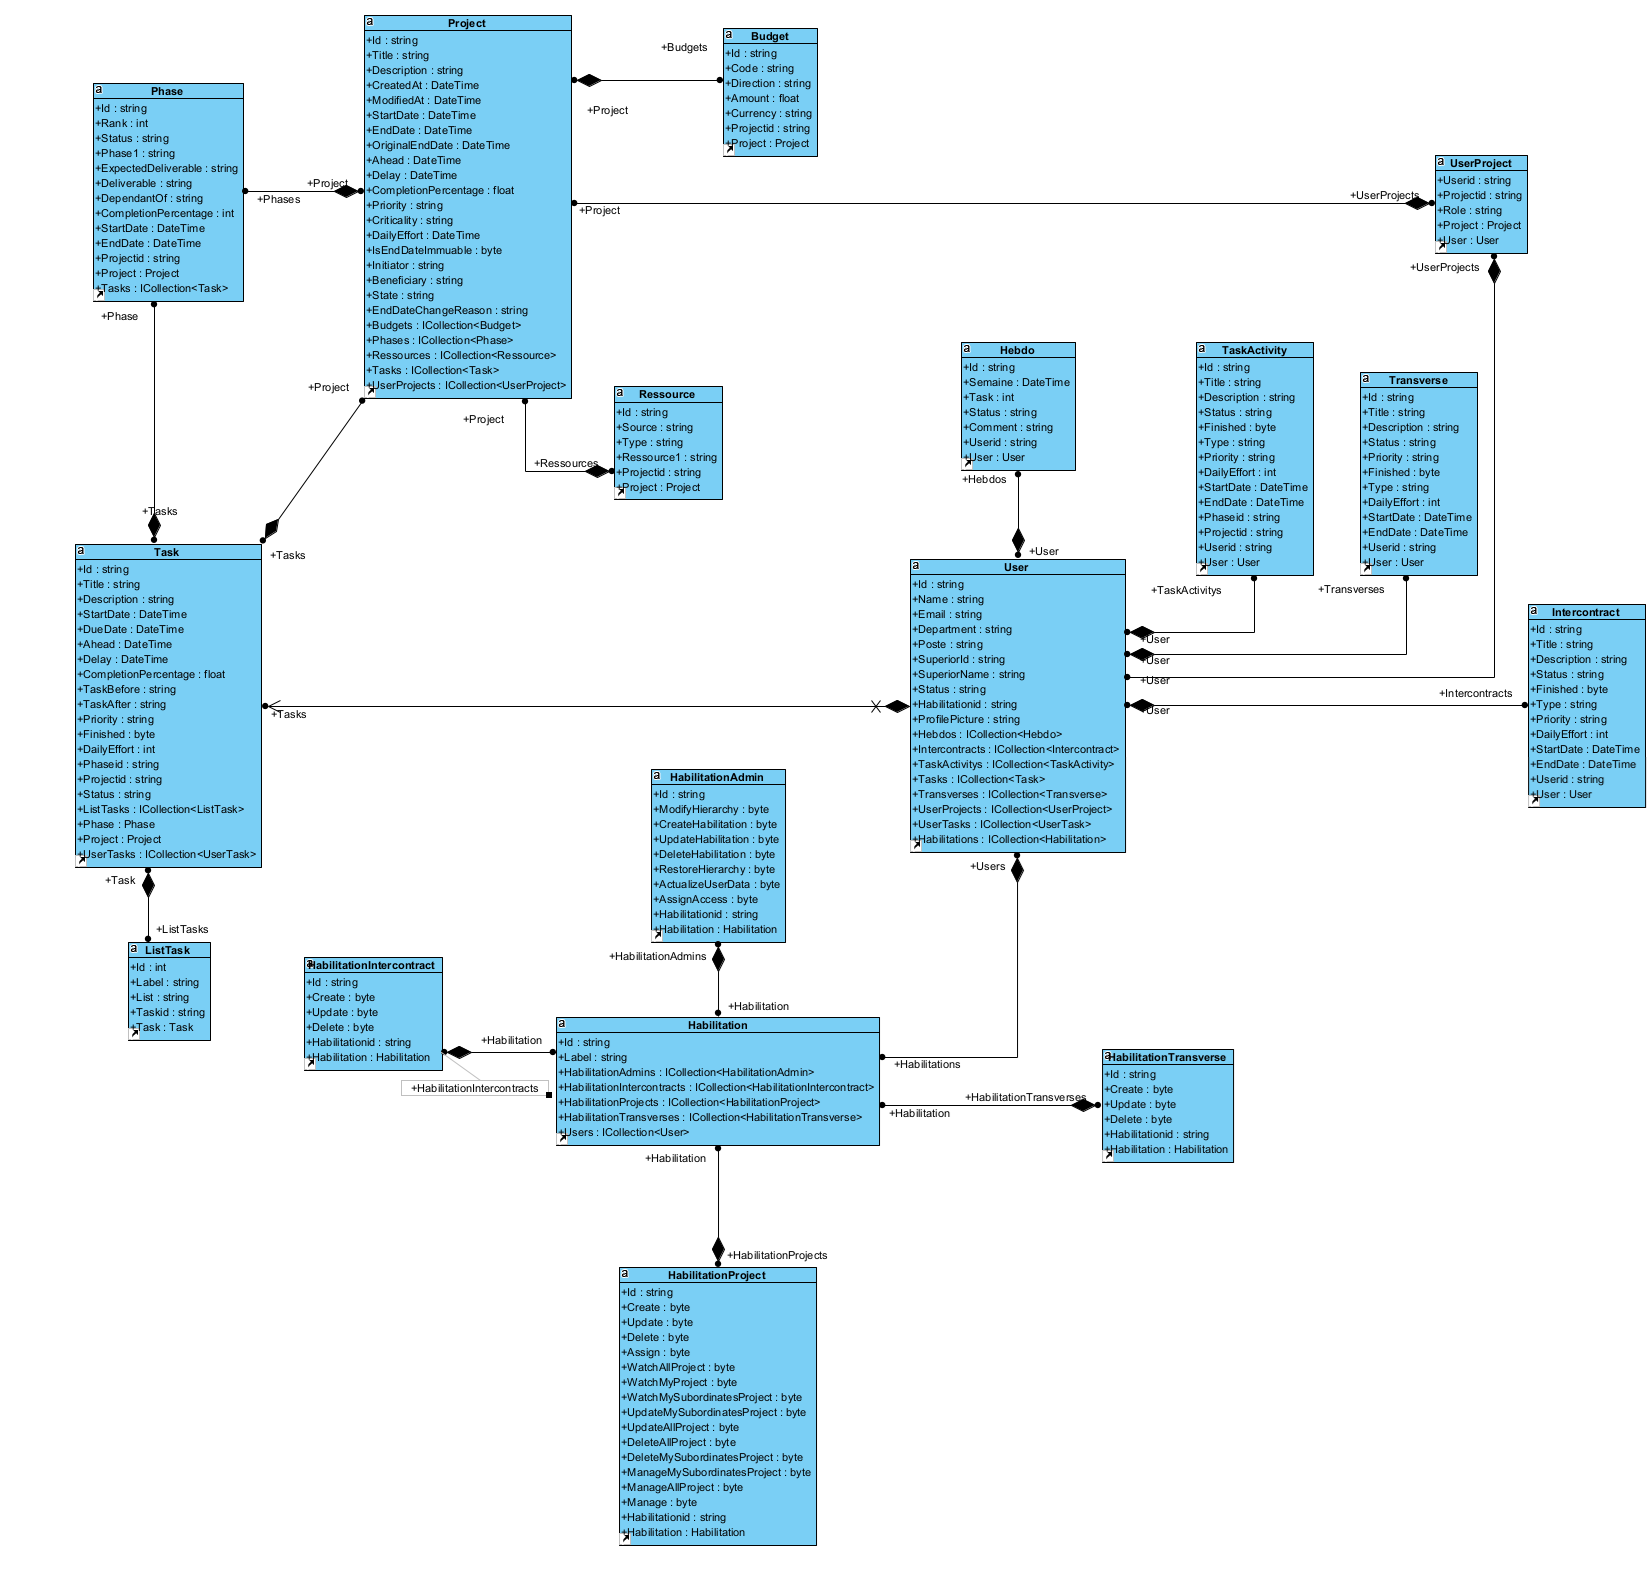 Project
+Id : string
+Title : string
+Description : string
+CreatedAt : DateTime
+ModifiedAt : DateTime
+StartDate : DateTime
+EndDate : DateTime
+OriginalEndDate : DateTime
+Ahead : DateTime
+Delay : DateTime
+CompletionPercentage : float
+Priority : string
+Criticality : string
+DailyEffort : DateTime
+IsEndDateImmuable : byte
+Initiator : string
+Beneficiary : string
+State : string
+EndDateChangeReason : string
+Budgets : ICollection<Budget>
+Phases : ICollection<Phase>
+Ressources : ICollection<Ressource>
+Tasks : ICollection<Task>
+UserProjects : ICollection<UserProject>
+Budgets
+Project
Budget
+Id : string
+Code : string
+Direction : string
+Amount : float
+Currency : string
+Projectid : string
+Project : Project
Phase
+Id : string
+Rank : int
+Status : string
+Phase1 : string
+ExpectedDeliverable : string
+Deliverable : string
+DependantOf : string
+CompletionPercentage : int
+StartDate : DateTime
+EndDate : DateTime
+Projectid : string
+Project : Project
+Tasks : ICollection<Task>
+Project
+Phases
+Phase
+Tasks
+Project
+UserProjects
UserProject
+Userid : string
+Projectid : string
+Role : string
+Project : Project
+User : User
+UserProjects
+Project
+Tasks
+Project
+Ressources
Ressource
+Id : string
+Source : string
+Type : string
+Ressource1 : string
+Projectid : string
+Project : Project
Hebdo
+Id : string
+Semaine : DateTime
+Task : int
+Status : string
+Comment : string
+Userid : string
+User : User
+Hebdos
+User
TaskActivity
+Id : string
+Title : string
+Description : string
+Status : string
+Finished : byte
+Type : string
+Priority : string
+DailyEffort : int
+StartDate : DateTime
+EndDate : DateTime
+Phaseid : string
+Projectid : string
+Userid : string
+User : User
+TaskActivitys
+User
Transverse
+Id : string
+Title : string
+Description : string
+Status : string
+Priority : string
+Finished : byte
+Type : string
+DailyEffort : int
+StartDate : DateTime
+EndDate : DateTime
+Userid : string
+User : User
+Transverses
+User
+User
Task
+Id : string
+Title : string
+Description : string
+StartDate : DateTime
+DueDate : DateTime
+Ahead : DateTime
+Delay : DateTime
+CompletionPercentage : float
+TaskBefore : string
+TaskAfter : string
+Priority : string
+Finished : byte
+DailyEffort : int
+Phaseid : string
+Projectid : string
+Status : string
+ListTasks : ICollection<ListTask>
+Phase : Phase
+Project : Project
+UserTasks : ICollection<UserTask>
+Tasks
User
+Id : string
+Name : string
+Email : string
+Department : string
+Poste : string
+SuperiorId : string
+SuperiorName : string
+Status : string
+Habilitationid : string
+ProfilePicture : string
+Hebdos : ICollection<Hebdo>
+Intercontracts : ICollection<Intercontract>
+TaskActivitys : ICollection<TaskActivity>
+Tasks : ICollection<Task>
+Transverses : ICollection<Transverse>
+UserProjects : ICollection<UserProject>
+UserTasks : ICollection<UserTask>
+Habilitations : ICollection<Habilitation>
+User
+Intercontracts
Intercontract
+Id : string
+Title : string
+Description : string
+Status : string
+Finished : byte
+Type : string
+Priority : string
+DailyEffort : int
+StartDate : DateTime
+EndDate : DateTime
+Userid : string
+User : User
+Task
+ListTasks
ListTask
+Id : int
+Label : string
+List : string
+Taskid : string
+Task : Task
HabilitationAdmin
+Id : string
+ModifyHierarchy : byte
+CreateHabilitation : byte
+UpdateHabilitation : byte
+DeleteHabilitation : byte
+RestoreHierarchy : byte
+ActualizeUserData : byte
+AssignAccess : byte
+Habilitationid : string
+Habilitation : Habilitation
+HabilitationAdmins
+Habilitation
+Users
+Habilitations
HabilitationIntercontract
+Id : string
+Create : byte
+Update : byte
+Delete : byte
+Habilitationid : string
+Habilitation : Habilitation
+Habilitation
+HabilitationIntercontracts
Habilitation
+Id : string
+Label : string
+HabilitationAdmins : ICollection<HabilitationAdmin>
+HabilitationIntercontracts : ICollection<HabilitationIntercontract>
+HabilitationProjects : ICollection<HabilitationProject>
+HabilitationTransverses : ICollection<HabilitationTransverse>
+Users : ICollection<User>
+HabilitationTransverses
+Habilitation
HabilitationTransverse
+Id : string
+Create : byte
+Update : byte
+Delete : byte
+Habilitationid : string
+Habilitation : Habilitation
+Habilitation
+HabilitationProjects
HabilitationProject
+Id : string
+Create : byte
+Update : byte
+Delete : byte
+Assign : byte
+WatchAllProject : byte
+WatchMyProject : byte
+WatchMySubordinatesProject : byte
+UpdateMySubordinatesProject : byte
+UpdateAllProject : byte
+DeleteAllProject : byte
+DeleteMySubordinatesProject : byte
+ManageMySubordinatesProject : byte
+ManageAllProject : byte
+Manage : byte
+Habilitationid : string
+Habilitation : Habilitation